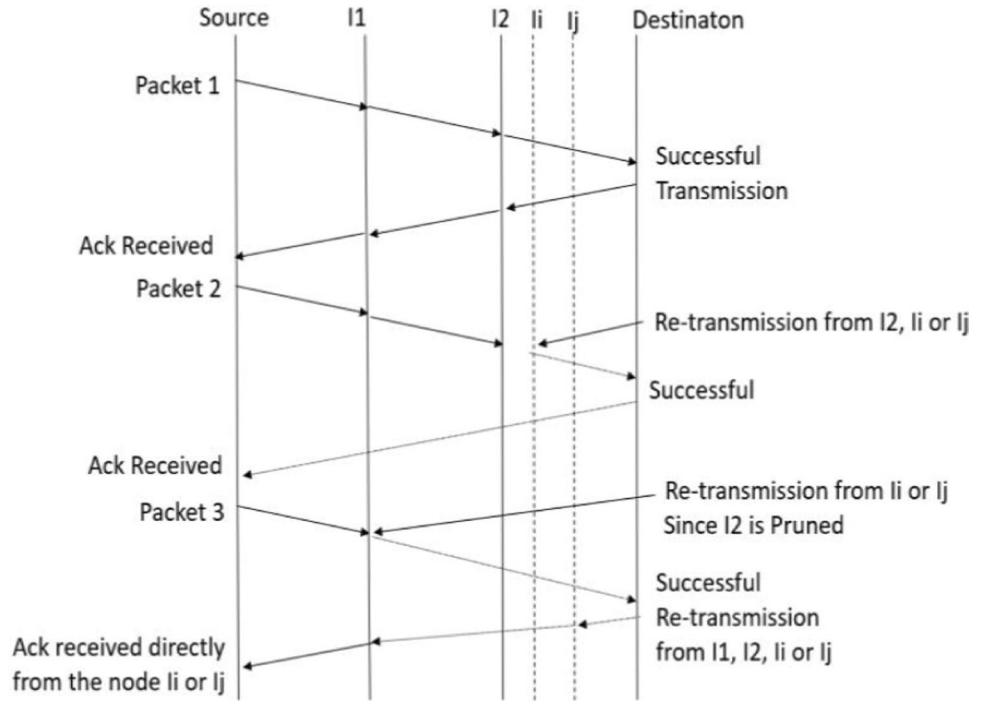 Source I1 I2 Ii Ij Destinaton
Packet 1
Successful
Transmission
Ack Received
Packet 2
Re-transmission from I2, Ii or Ij
Successful
Ack Received
Packet 3
Re-transmission from Ii or Ij
Since I2 is Pruned
Successful
Re-transmission
from I1, I2, Ii or Ij
Ack received directly
from the node Ii or Ij